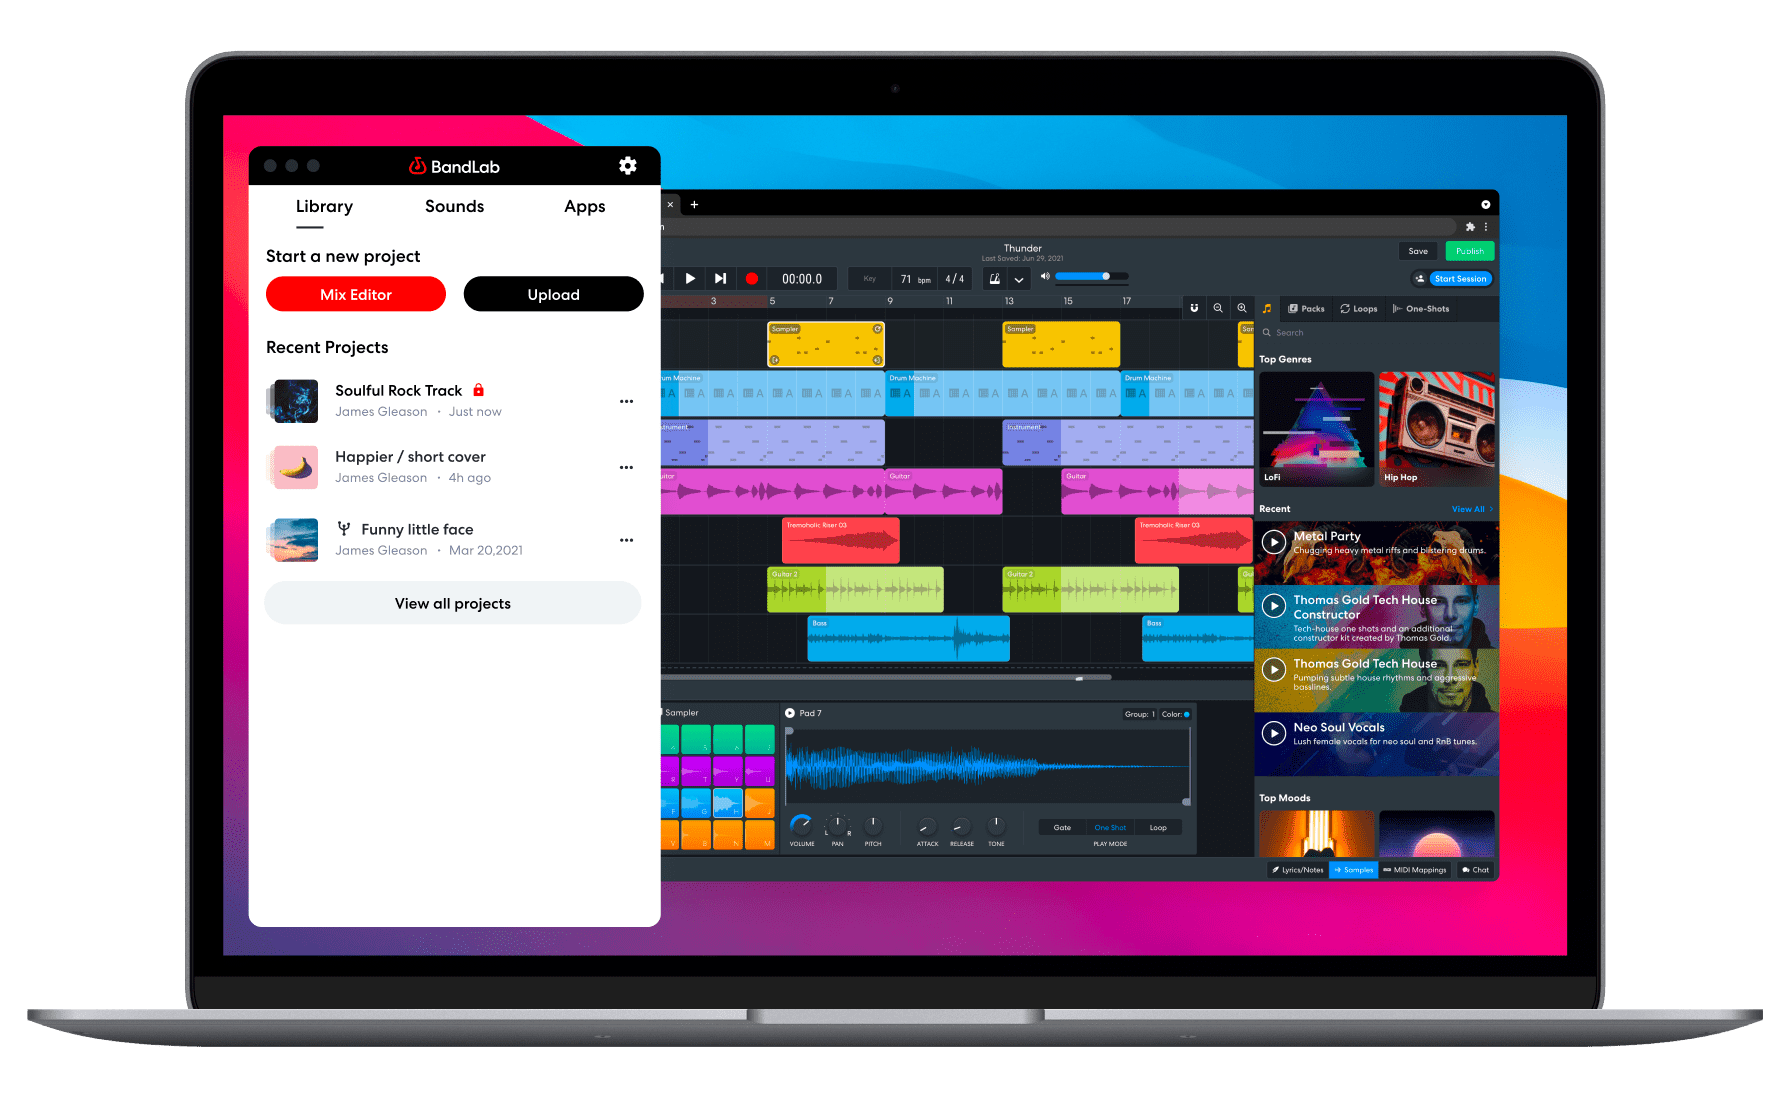 BandLab
Library Sounds Apps
Start a new project
Mix Editor Upload
Recent Projects
Soulful Rock Track
James Gleason • Just now
Happier / short cover
James Gleason • 4h ago
Funny little face
James Gleason • Mar 20,2021
View all projects
Thunder
Last Saved: Jun 29, 2021
Save Publish
00:00.0 Key 71 bpm 4/4
Start Session
3 5 7 9 11 13 15 17
Packs Loops One-Shots
Search
Sampler Sampler
Drum Machine Drum Machine
Guitar Guitar
Tremoholic Riser 03 Tremoholic Riser 03
Guitar 2 Guitar 2
Bass Bass
Top Genres
LoFi Hip Hop
Recent View All
Metal Party
Chugging heavy metal riffs and blistering drums.
Thomas Gold Tech House
Constructor
Tech-house one shots and an additional
constructor kit created by Thomas Gold.
Thomas Gold Tech House
Pumping subtle house rhythms and aggressive
basslines.
Neo Soul Vocals
Lush female vocals for neo soul and RnB tunes.
Top Moods
Sampler
Pad 7 Group: 1 Color:
R T Y U
F G H J
V B N M
L R
VOLUME PAN PITCH ATTACK RELEASE TONE
Gate One Shot Loop
PLAY MODE
Lyrics/Notes Samples MIDI Mappings Chat